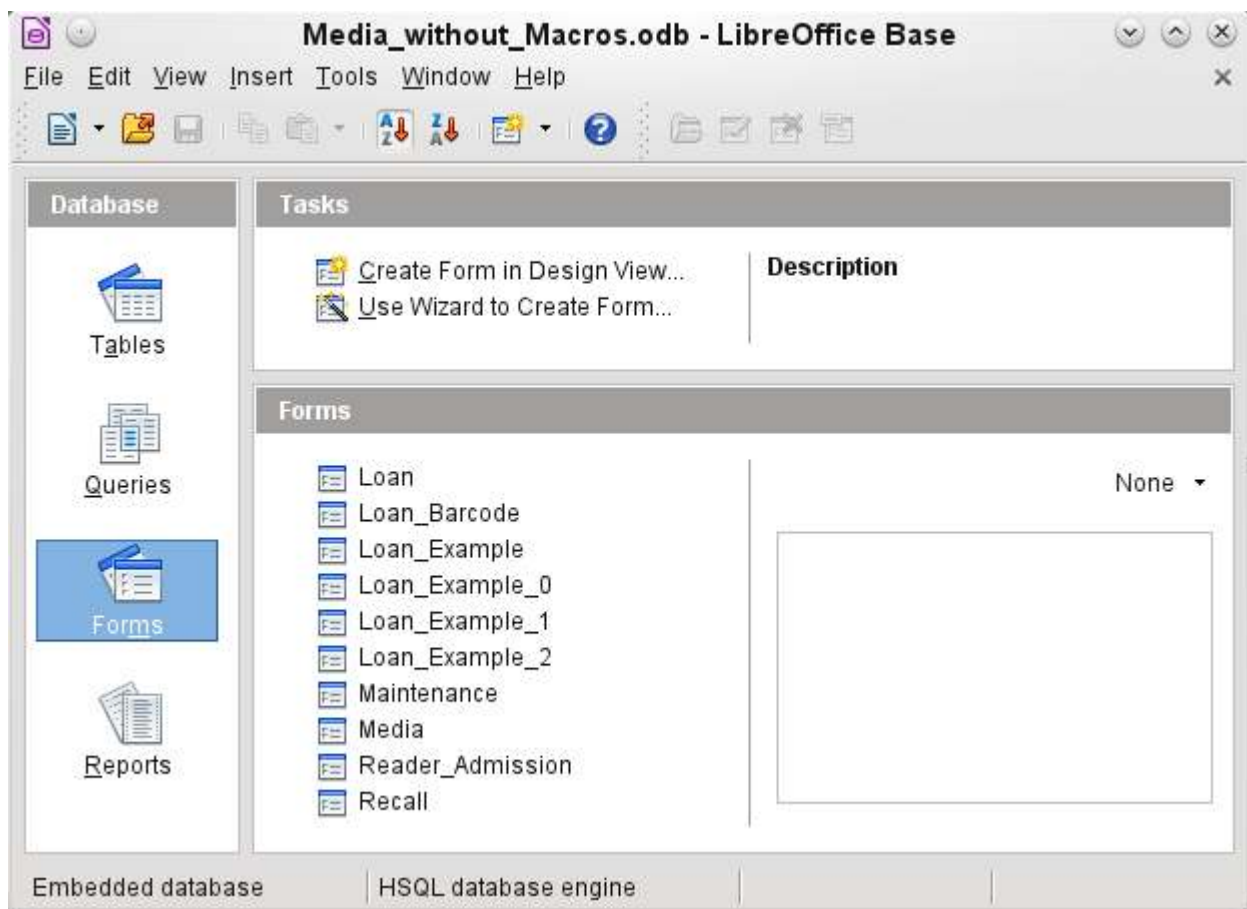 Media_without_Macros.odb - LibreOffice Base
File Edit View Insert Tools Window Help
Database
Tables
Queries
Forms
Reports
Tasks
Create Form in Design View...
Use Wizard to Create Form...
Description
Forms
Loan
Loan_Barcode
Loan_Example
Loan_Example_0
Loan_Example_1
Loan_Example_2
Maintenance
Media
Reader_Admission
Recall
None
Embedded database
HSQL database engine